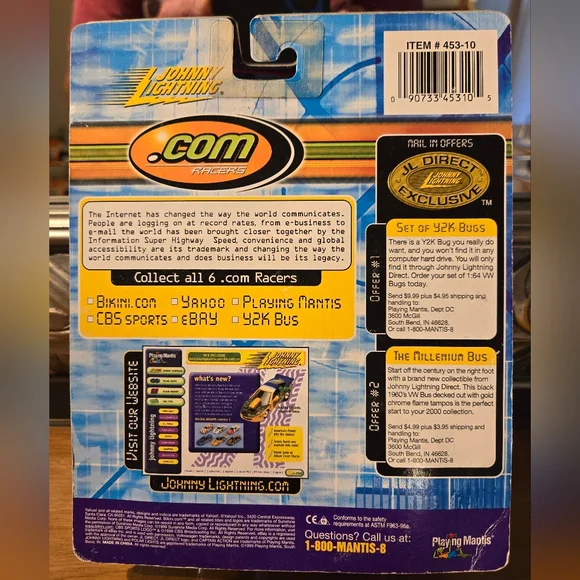 JOHNNY LIGHTNING®
ITEM # 453-10
0 90733 45310 5
.COM
RACERS
MAIL IN OFFERS
JL DIRECT
JOHNNY LIGHTNING
EXCLUSIVE
TM
The Internet has changed the way the world communicates.
People are logging on at record rates, from e-business to
e-mail the world has been brought closer together by the
Information Super Highway  Speed, convenience and global
accessibility are its trademark and changing the way the
world communicates and does business will be its legacy.
Collect all 6 .com Racers
Bikini.com Yahoo Playing Mantis
CBS Sports eBay Y2K Bus
OFFER #1
Set of Y2K Bugs
There is a Y2K Bug you really do
want, and you won't find it in any
computer hard drive. You will only
find it through Johnny Lightning
Direct. Order your set of 1:64 VW
Bugs today.
Send $9.99 plus $4.95 shipping and
handling to:
Playing Mantis, Dept DC
3600 McGill
South Bend, IN 46628,
Or call 1-800-MANTIS-8
OFFER #2
The Millenium Bus
Start off the century on the right foot
with a brand new collectible from
Johnny Lightning Direct. This black
1960's VW Bus decked out with gold
chrome flame tampos is the perfect
start to your 2000 collection.
Send $4.99 plus $3.95 shipping and
handling to:
Playing Mantis, Dept DC
3600 McGill
South Bend, IN 46628,
Or call 1-800-MANTIS-8
Visit our Website
Playing Mantis
JOHNNY LIGHTNING
what's new?
Johnny Lightning
Johnny Lightning.com
CE
Conforms to the safety
requirements of ASTM F963-96a.
Questions? Call us at:
1-800-MANTIS-8
Playing Mantis